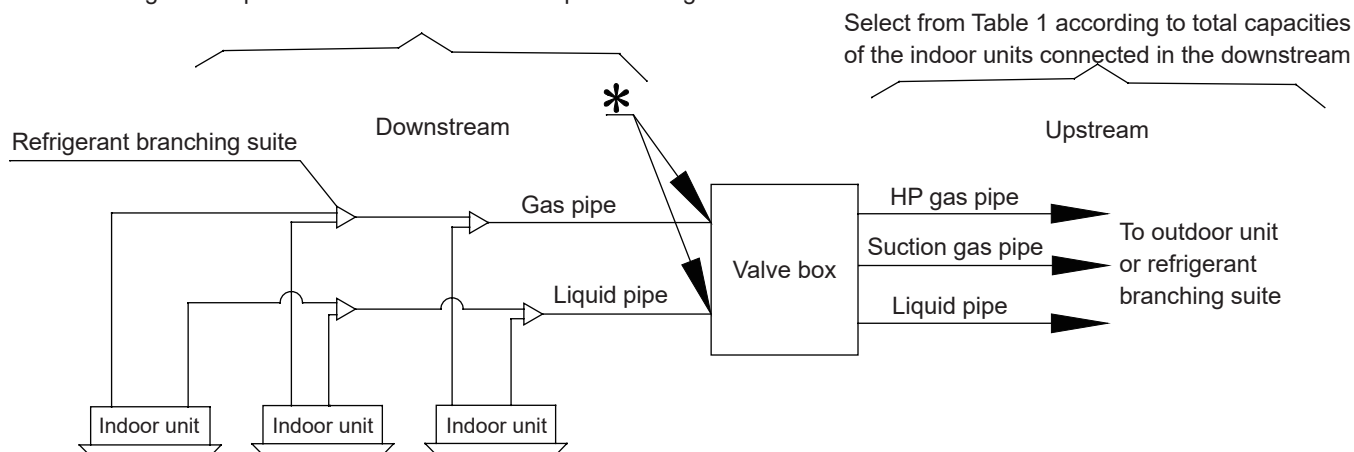 Select from Table 1 according to total capacities
of the indoor units connected in the downstream
*
Downstream
Upstream
Refrigerant branching suite
Gas pipe
HP gas pipe
Suction gas pipe
To outdoor unit
or refrigerant
branching suite
Valve box
Liquid pipe
Liquid pipe
Indoor unit
Indoor unit
Indoor unit